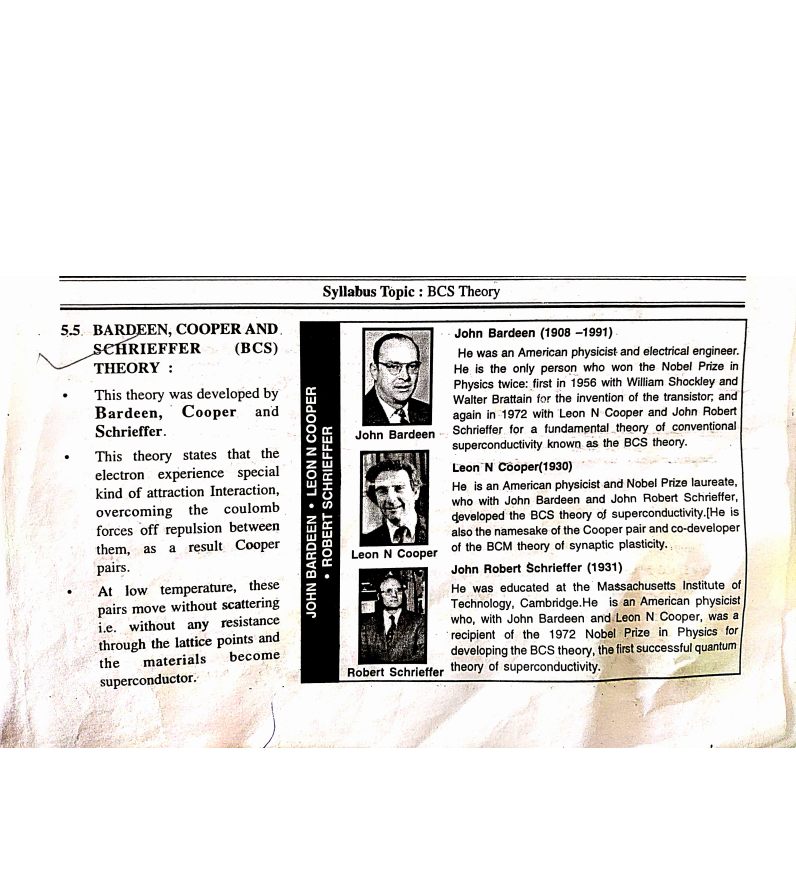 Syllabus Topic : BCS Theory
5.5 BARDEEN, COOPER AND
SCHRIEFFER (BCS)
THEORY :
• This theory was developed by
Bardeen, Cooper and
Schrieffer.
• This theory states that the
electron experience special
kind of attraction Interaction,
overcoming the coulomb
forces off repulsion between
them, as a result Cooper
pairs.
• At low temperature, these
pairs move without scattering
i.e. without any resistance
through the lattice points and
the materials become
superconductor.
JOHN BARDEEN • LEON N COOPER
• ROBERT SCHRIEFFER
John Bardeen
Leon N Cooper
Robert Schrieffer
John Bardeen (1908 –1991)
He was an American physicist and electrical engineer.
He is the only person who won the Nobel Prize in
Physics twice: first in 1956 with William Shockley and
Walter Brattain for the invention of the transistor; and
again in 1972 with Leon N Cooper and John Robert
Schrieffer for a fundamental theory of conventional
superconductivity known as the BCS theory.
Leon N Cooper(1930)
He is an American physicist and Nobel Prize laureate,
who with John Bardeen and John Robert Schrieffer,
developed the BCS theory of superconductivity.[He is
also the namesake of the Cooper pair and co-developer
of the BCM theory of synaptic plasticity.
John Robert Schrieffer (1931)
He was educated at the Massachusetts Institute of
Technology, Cambridge.He is an American physicist
who, with John Bardeen and Leon N Cooper, was a
recipient of the 1972 Nobel Prize in Physics for
developing the BCS theory, the first successful quantum
theory of superconductivity.